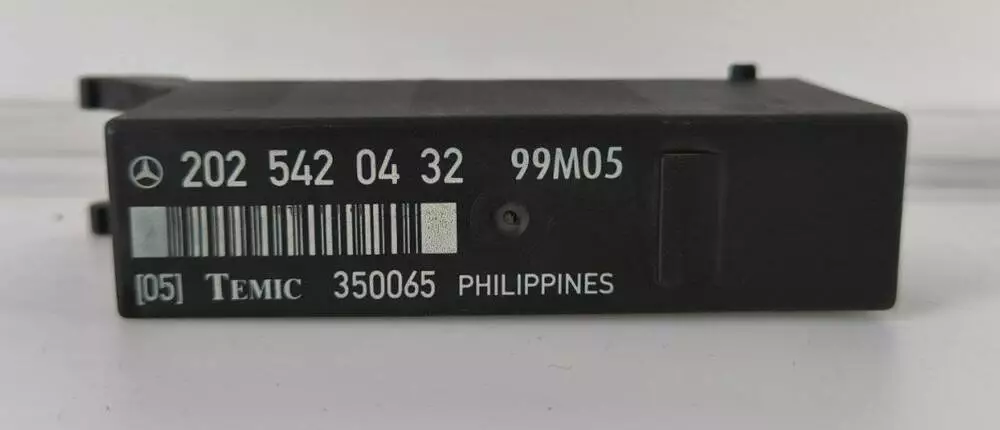 202 542 04 32 99M05
[05] TEMIC 350065 PHILIPPINES